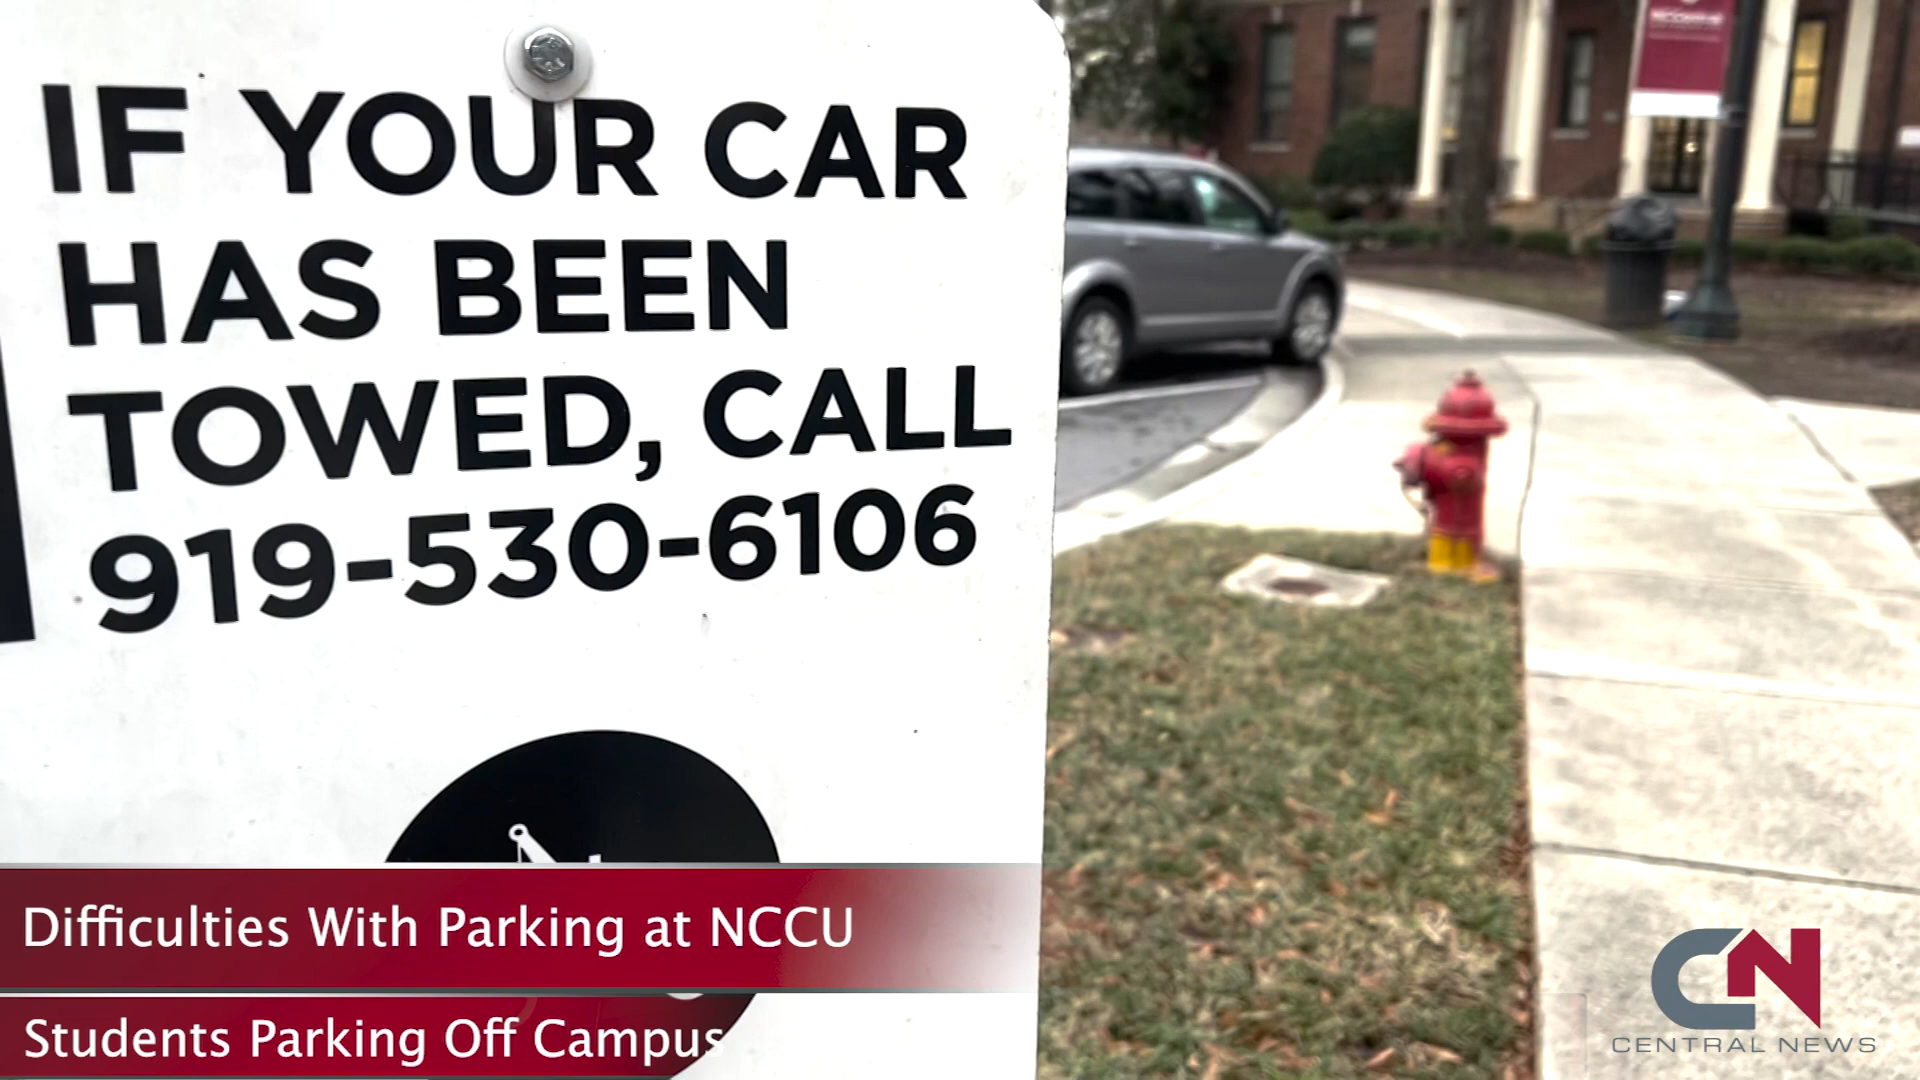 IF YOUR CAR
HAS BEEN
TOWED, CALL
919-530-6106
Difficulties With Parking at NCCU
Students Parking Off Campus
CN
CENTRAL NEWS